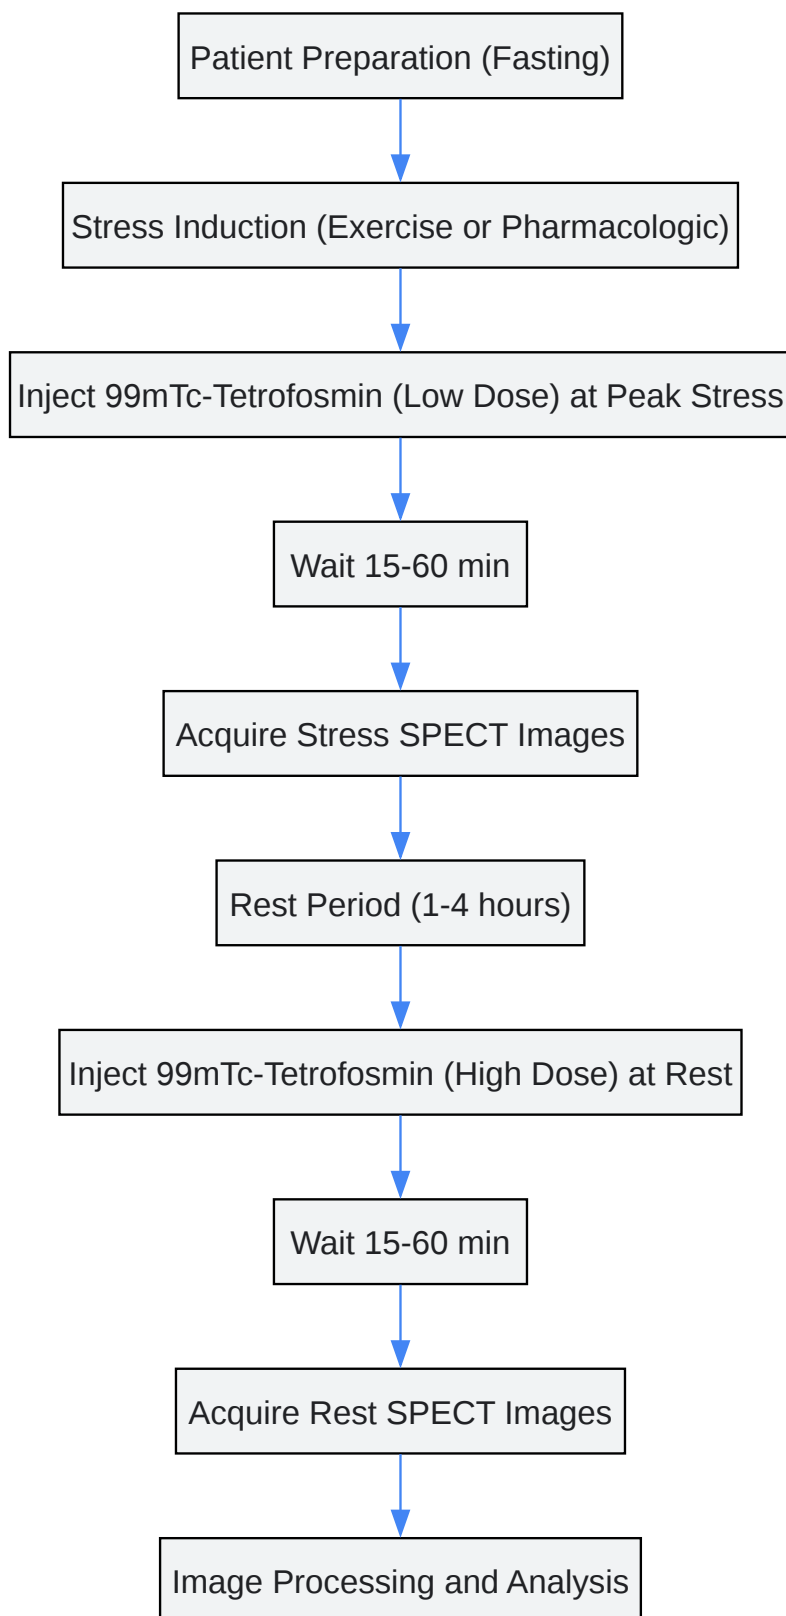 Patient Preparation (Fasting)
Stress Induction (Exercise or Pharmacologic)
Inject 99mTc-Tetrofosmin (Low Dose) at Peak Stress
Wait 15-60 min
Acquire Stress SPECT Images
Rest Period (1-4 hours)
Inject 99mTc-Tetrofosmin (High Dose) at Rest
Wait 15-60 min
Acquire Rest SPECT Images
Image Processing and Analysis